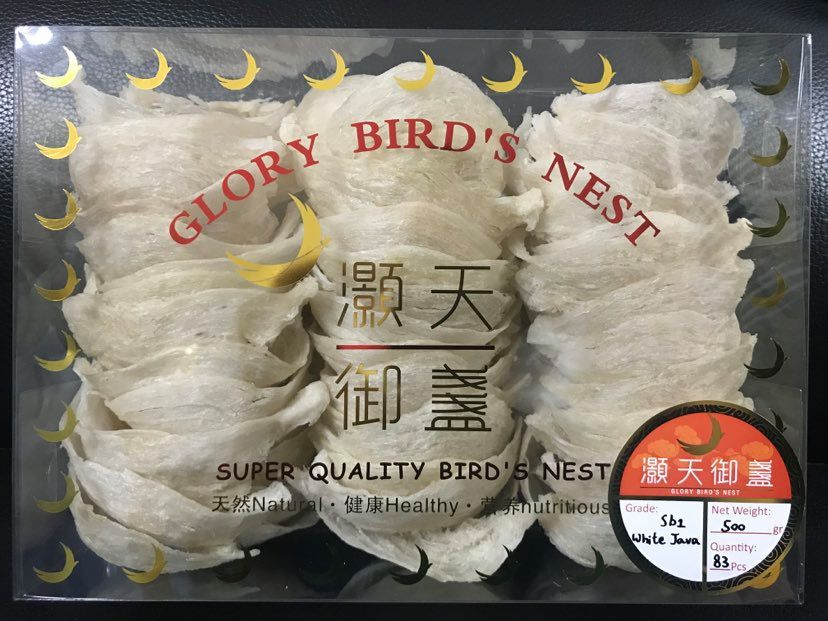 GLORY BIRD'S NEST
灏天
御盏
SUPER QUALITY BIRD'S NEST
天然Natural · 健康Healthy · 营养nutritious
灏天御盞
GLORY BIRD'S NEST
Grade:
Sb1
White Java
Net Weight:
500 gr
Quantity:
83 Pcs